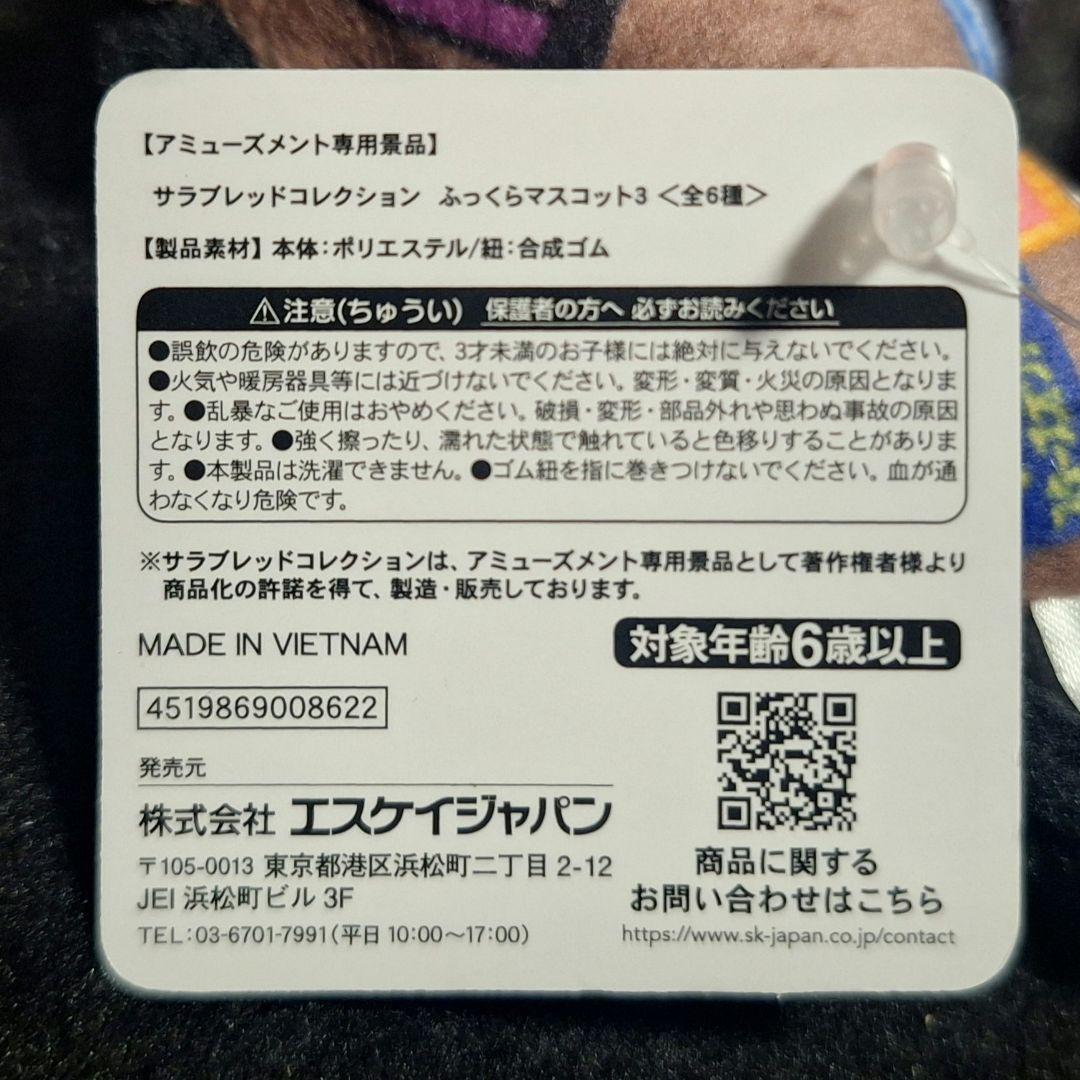 【アミューズメント専用景品】
サラブレッドコレクション ふっくらマスコット3 <全6種>
【製品素材】本体:ポリエステル/紐:合成ゴム
⚠注意(ちゅうい) 保護者の方へ 必ずお読みください
●誤飲の危険がありますので、3才未満のお子様には絶対に与えないでください。
●火気や暖房器具等には近づけないでください。変形・変質・火災の原因となりま
す。●乱暴なご使用はおやめください。破損・変形・部品外れや思わぬ事故の原因
となります。●強く擦ったり、濡れた状態で触れていると色移りすることがありま
す。●本製品は洗濯できません。●ゴム紐を指に巻きつけないでください。血が通
わなくなり危険です。
※サラブレッドコレクションは、アミューズメント専用景品として著作権者様より
商品化の許諾を得て、製造・販売しております。
MADE IN VIETNAM
対象年齢6歳以上
4519869008622
発売元
株式会社 エスケイジャパン
〒105-0013 東京都港区浜松町二丁目 2-12
JEI 浜松町ビル 3F
TEL:03-6701-7991(平日 10:00〜17:00)
商品に関する
お問い合わせはこちら
https://www.sk-japan.co.jp/contact